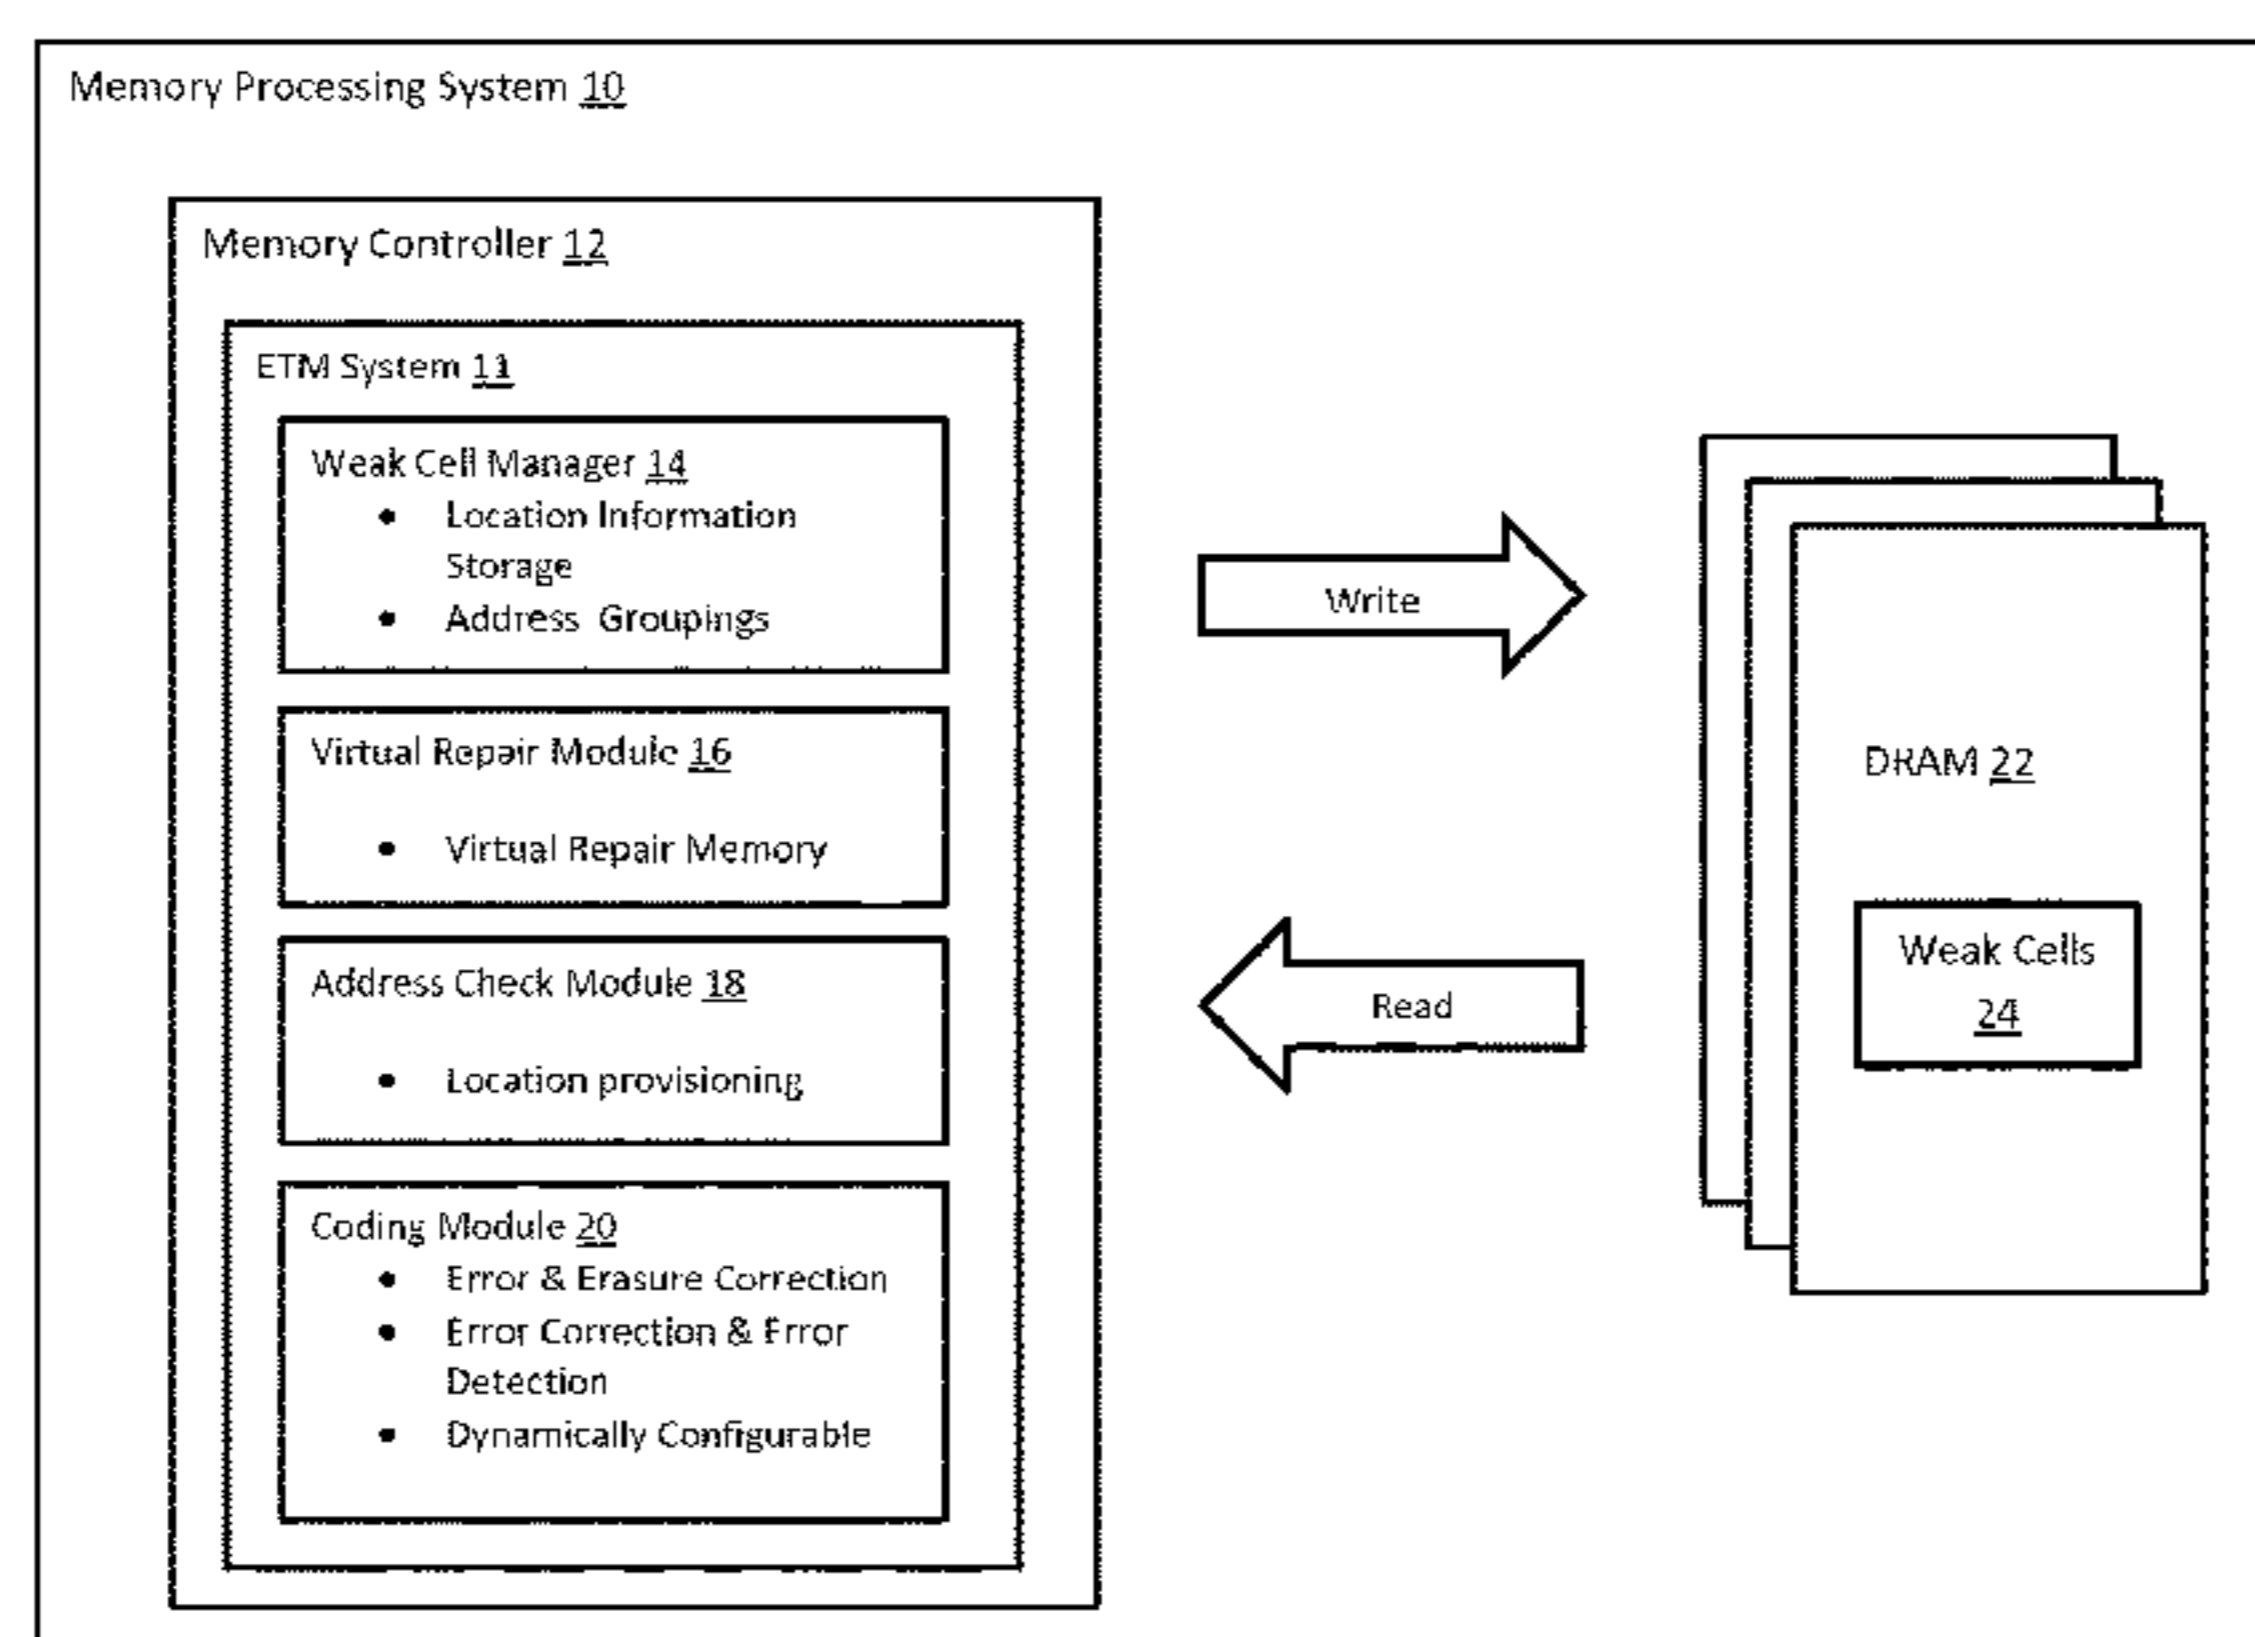 Memory Processing System 10
Memory Controller 12
ETM System 11
Weak Cell Manager 14
• Location Information
Storage
• Address Groupings
Virtual Repair Module 16
• Virtual Repair Memory
Address Check Module 18
• Location provisioning
Coding Module 20
• Error & Erasure Correction
• Error Correction & Error
Detection
• Dynamically Configurable
Write
Read
DRAM 22
Weak Cells
24